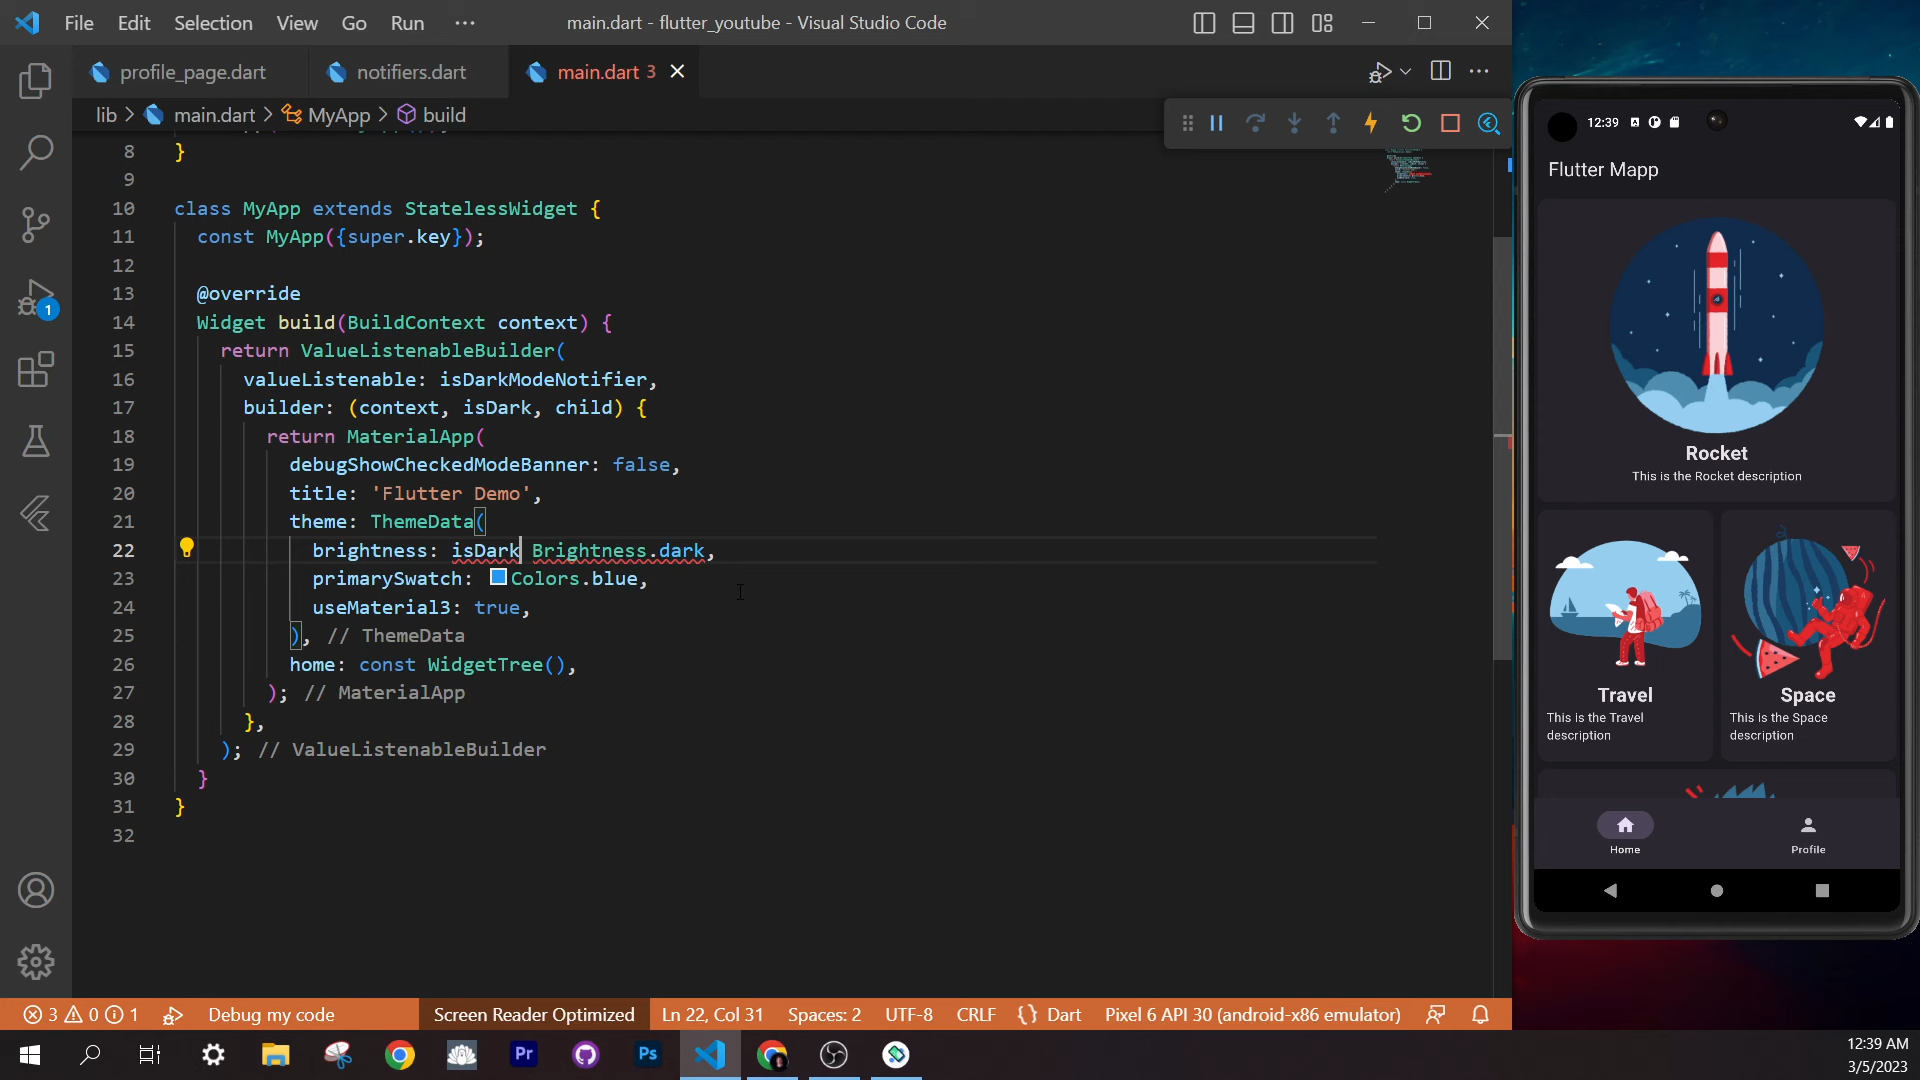 File Edit Selection View Go Run ···
main.dart - flutter_youtube - Visual Studio Code
profile_page.dart
notifiers.dart
main.dart 3
lib > main.dart > MyApp > build
8 }
9
10 class MyApp extends StatelessWidget {
11 const MyApp({super.key});
12
13 @override
14 Widget build(BuildContext context) {
15 return ValueListenableBuilder(
16 valueListenable: isDarkModeNotifier,
17 builder: (context, isDark, child) {
18 return MaterialApp(
19 debugShowCheckedModeBanner: false,
20 title: 'Flutter Demo',
21 theme: ThemeData(
22 brightness: isDark Brightness.dark,
23 primarySwatch: Colors.blue,
24 useMaterial3: true,
25 ), // ThemeData
26 home: const WidgetTree(),
27 ); // MaterialApp
28 },
29 ); // ValueListenableBuilder
30 }
31 }
32
1
12:39
Flutter Mapp
Rocket
This is the Rocket description
Travel
This is the Travel
description
Space
This is the Space
description
Home
Profile
3 0 1 Debug my code Screen Reader Optimized Ln 22, Col 31 Spaces: 2 UTF-8 CRLF {} Dart Pixel 6 API 30 (android-x86 emulator)
Pr
Ps
12:39 AM
3/5/2023